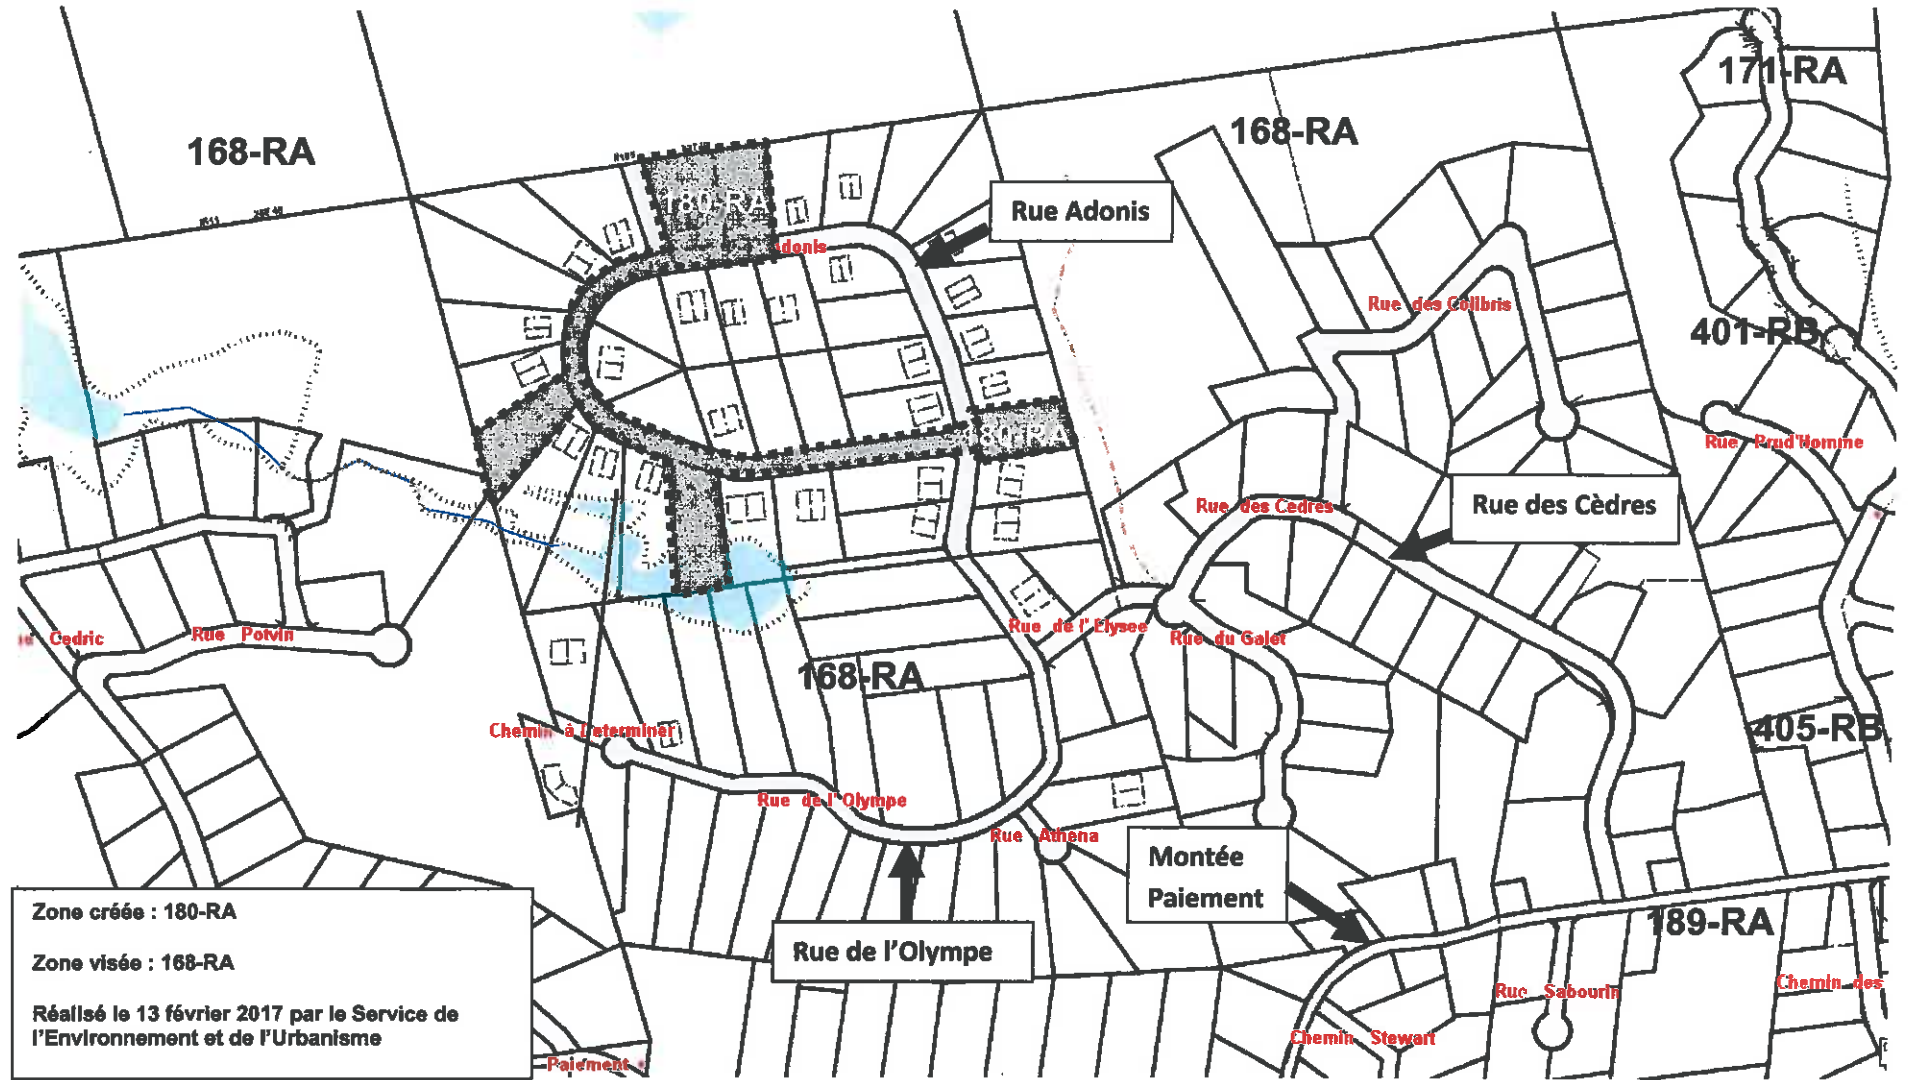 171-RA
168-RA
168-RA
180-RA
Rue Adonis
donis
Rue des Colibris
401-RB
80-RA
Rue Prud'Homme
Rue des Cedres
Rue des Cèdres
Cedric
Rue Potvin
Rue de l'Elysee
Rue du Galet
168-RA
Chemin à
Rue de l'Olympe
405-RB
Rue Athena
Montée
Paiement
Rue de l'Olympe
189-RA
Zone créée : 180-RA
Zone visée : 168-RA
Réalisé le 13 février 2017 par le Service de
l'Environnement et de l'Urbanisme
Chemin des
Rue Sabourin
Chemin Stewart
Paiement